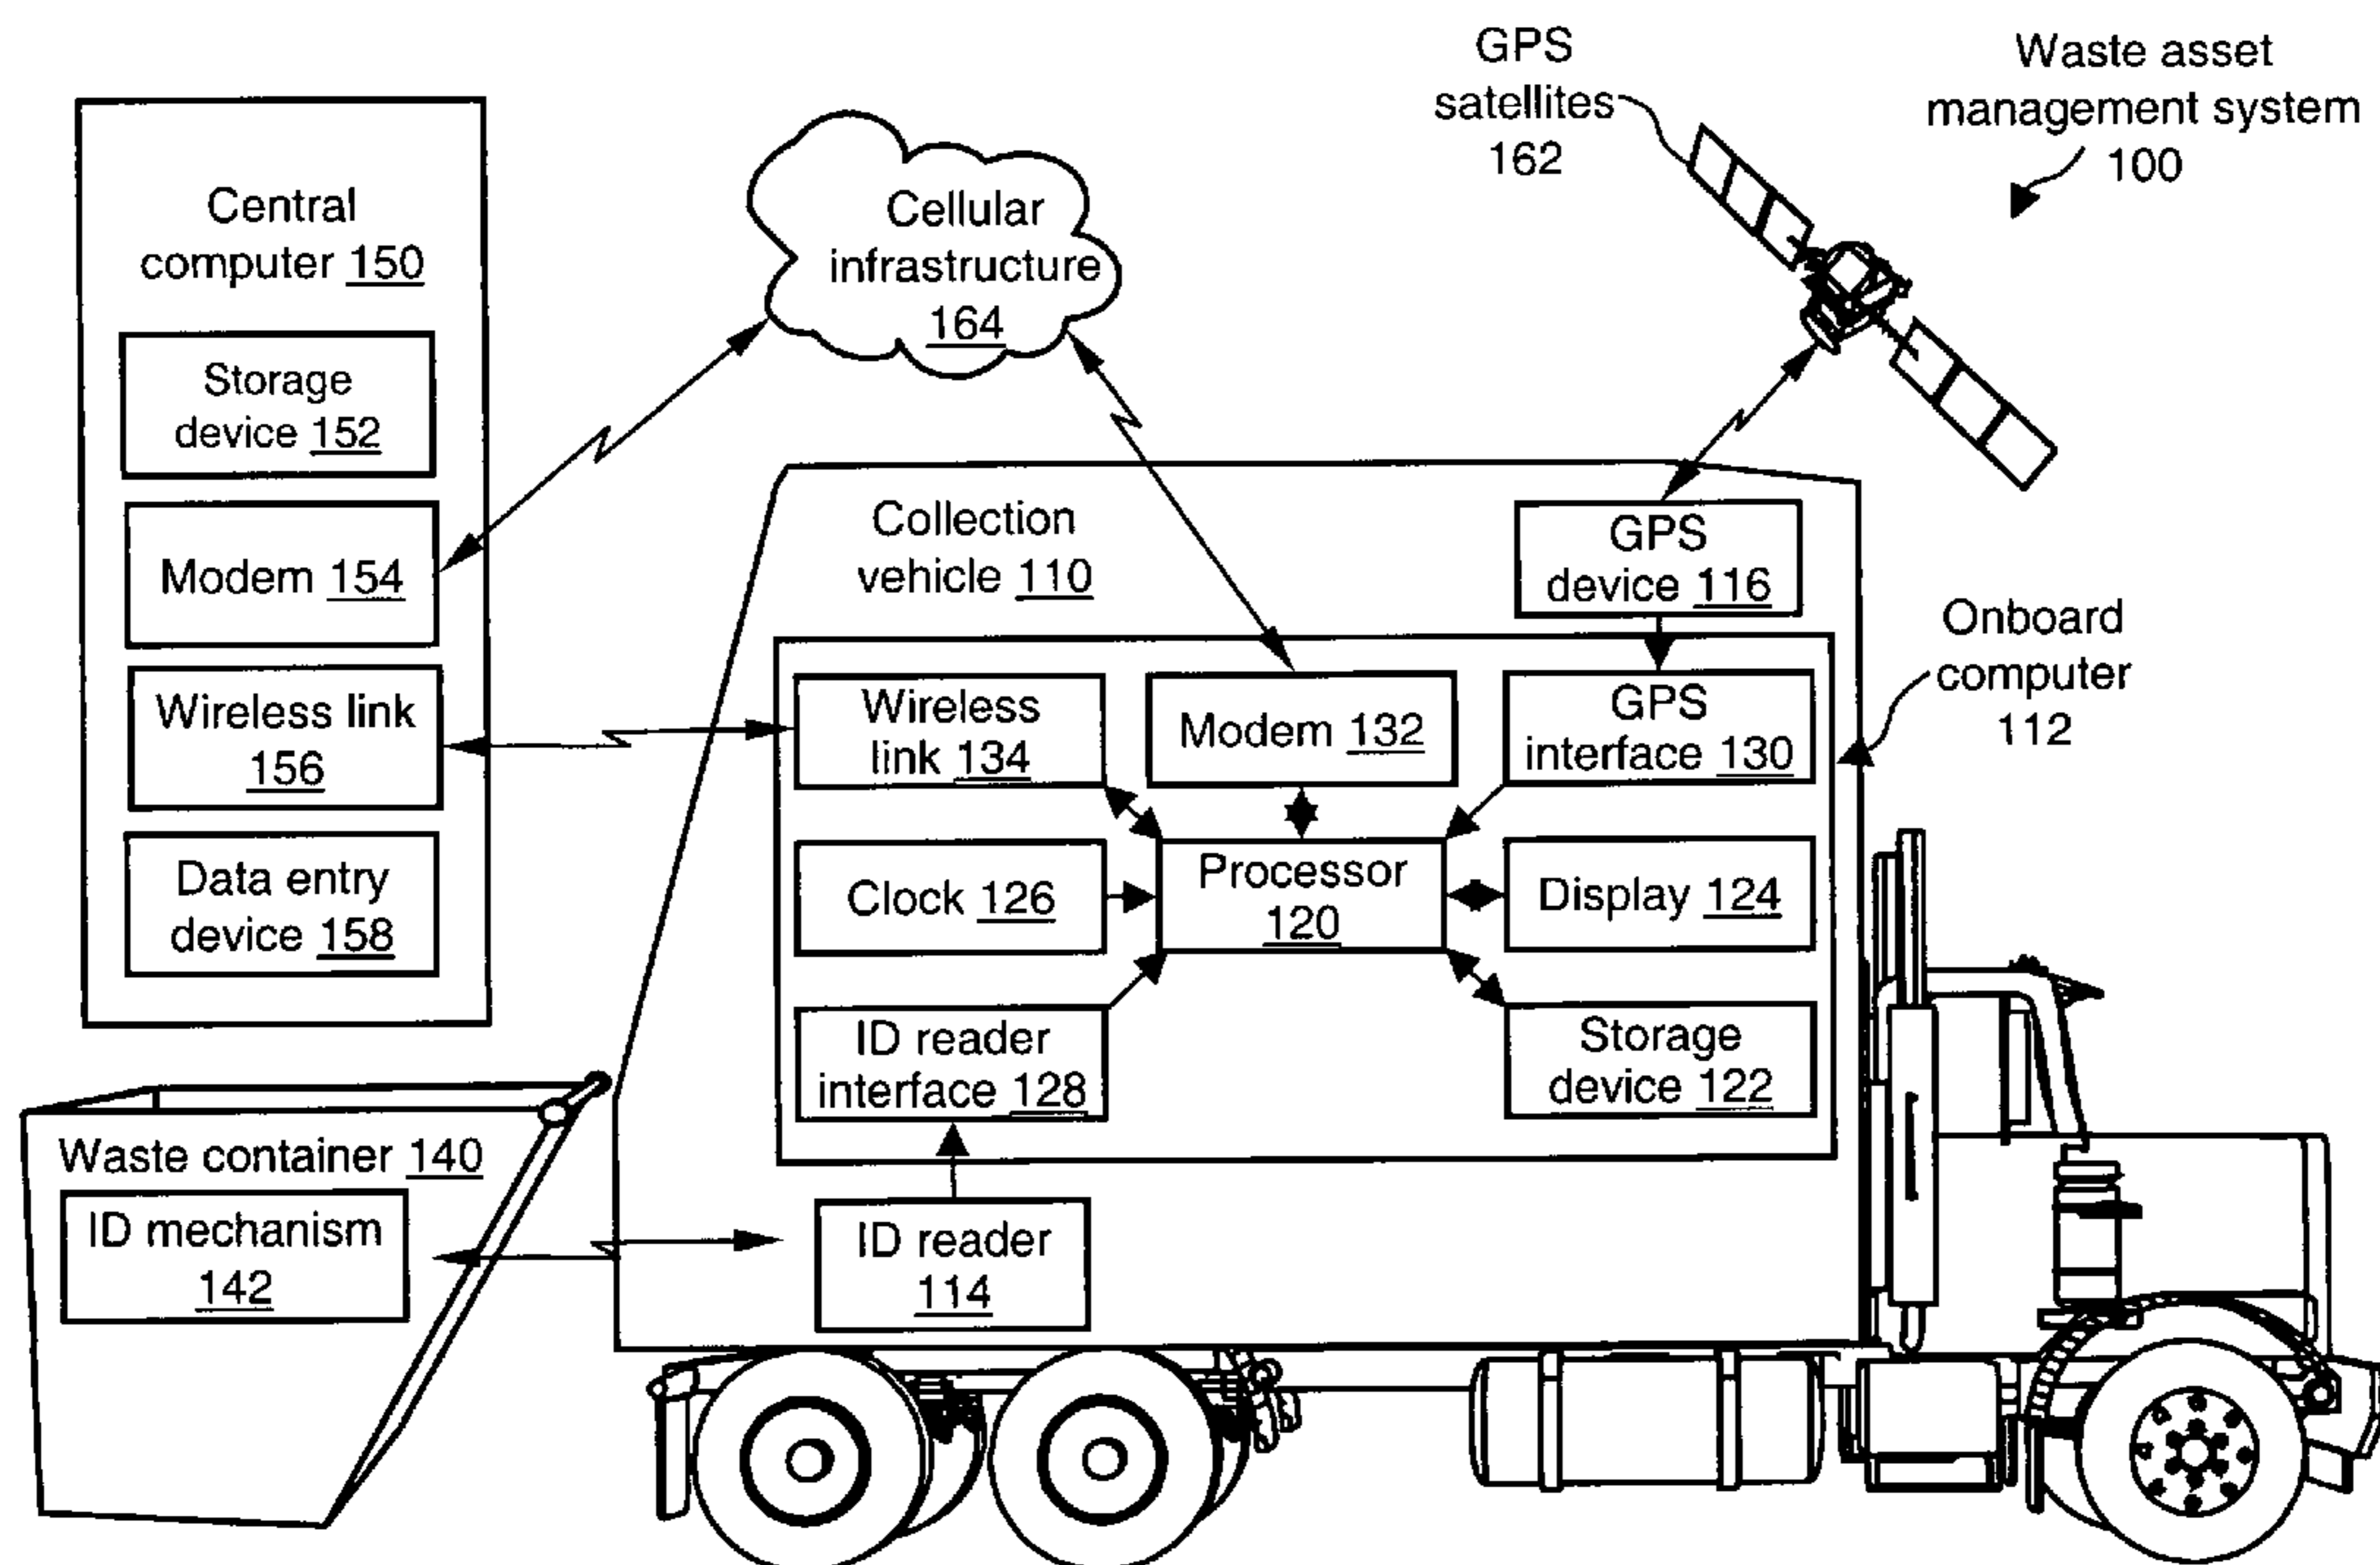 GPS
satellites
162
Waste asset
management system
100
Central
computer 150
Storage
device 152
Modem 154
Wireless link
156
Data entry
device 158
Cellular
infrastructure
164
Collection
vehicle 110
GPS
device 116
Onboard
computer
112
Wireless
link 134
Modem 132
GPS
interface 130
Clock 126
Processor
120
Display 124
ID reader
interface 128
Storage
device 122
Waste container 140
ID mechanism
142
ID reader
114